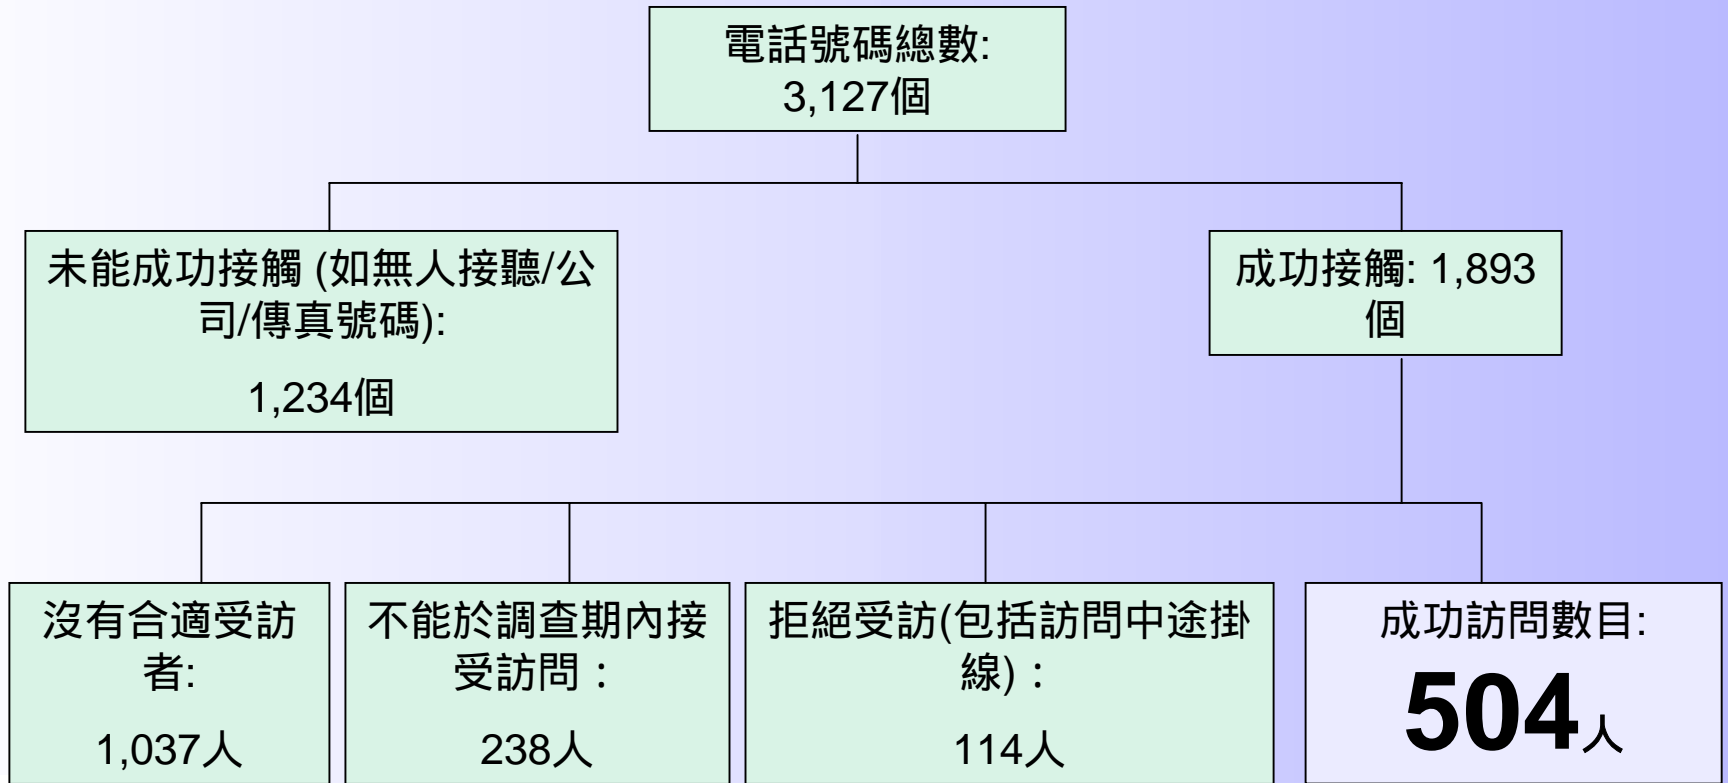 電話號碼總數:
3,127個
未能成功接觸 (如無人接聽/公
司/傳真號碼):
1,234個
成功接觸: 1,893
個
沒有合適受訪
者:
1,037人
不能於調查期內接
受訪問：
238人
拒絕受訪(包括訪問中途掛
線)：
114人
成功訪問數目:
504人